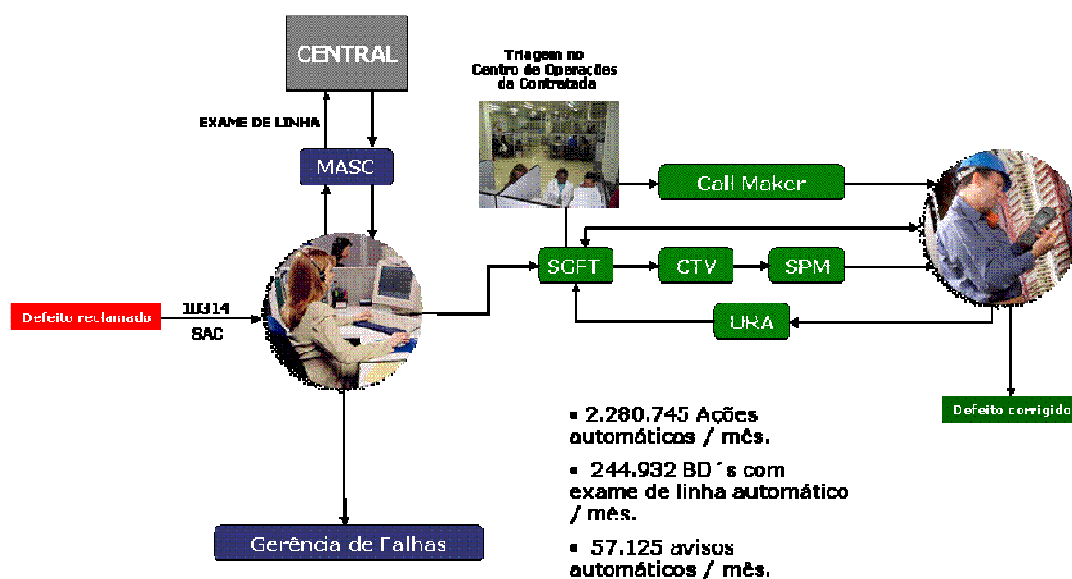 CENTRAL
Triagem no
Centro de Operações
da Contratada
EXAME DE LINHA
MASC
Call Maker
SGFT
CTV
SPM
10314
Defeito reclamado
SAC
URA
Defeito corrigido
• 2.280.745 Ações
automáticas / mês.
• 244.932 BD´s com
exame de linha automático
/ mês.
• 57.125 avisos
automáticos / mês.
Gerência de Falhas